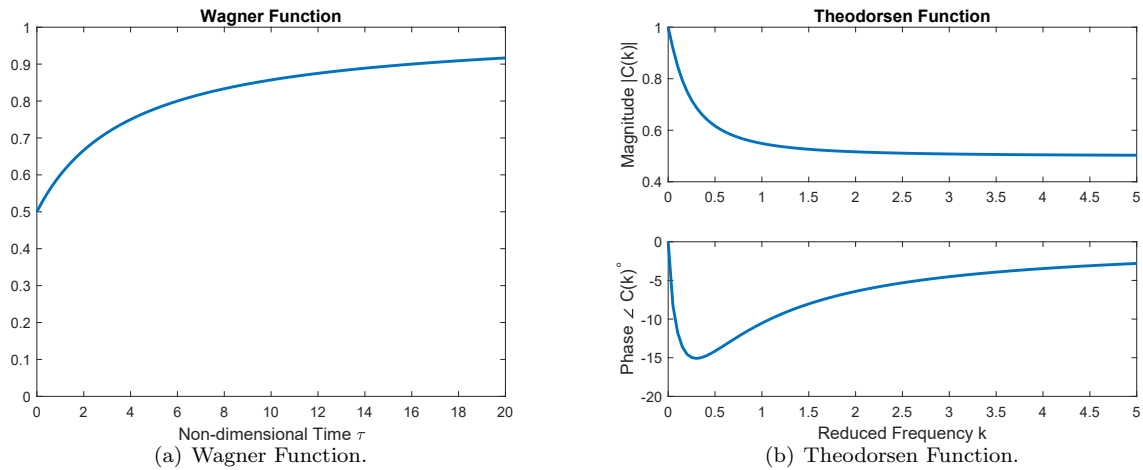 Wagner Function
1
0.9
0.8
0.7
0.6
0.5
0.4
0.3
0.2
0.1
0
0 2 4 6 8 10 12 14 16 18 20
Non-dimensional Time τ
(a) Wagner Function.
Theodorsen Function
Magnitude |C(k)|
1
0.8
0.6
0.4
0 0.5 1 1.5 2 2.5 3 3.5 4 4.5 5
Phase ∠ C(k)°
0
-5
-10
-15
-20
0 0.5 1 1.5 2 2.5 3 3.5 4 4.5 5
Reduced Frequency k
(b) Theodorsen Function.